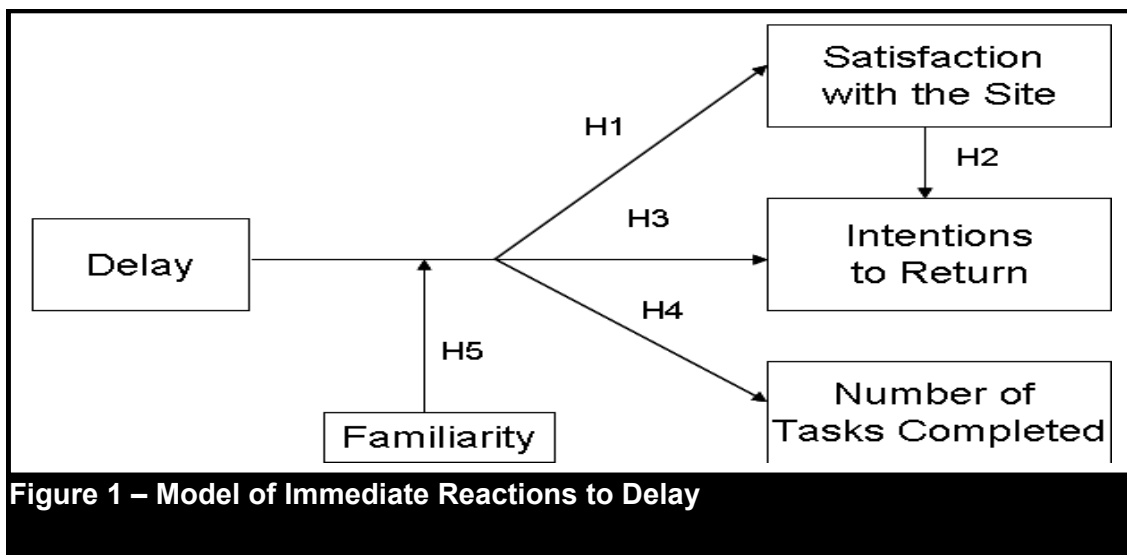 Satisfaction
with the Site
H1
H2
H3
Delay
Intentions
to Return
H4
H5
Number of
Tasks Completed
Familiarity
Figure 1 – Model of Immediate Reactions to Delay